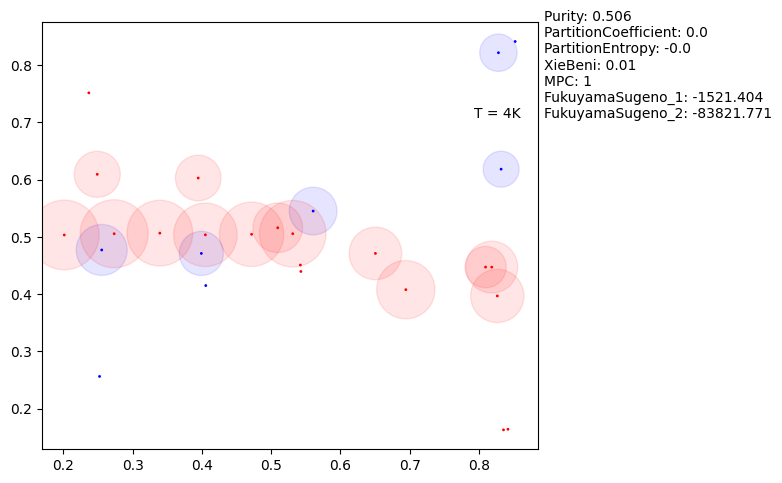 Purity: 0.506
PartitionCoefficient: 0.0
PartitionEntropy: -0.0
XieBeni: 0.01
MPC: 1
FukuyamaSugeno_1: -1521.404
FukuyamaSugeno_2: -83821.771
T = 4K
0.8
0.7
0.6
0.5
0.4
0.3
0.2
0.2 0.3 0.4 0.5 0.6 0.7 0.8